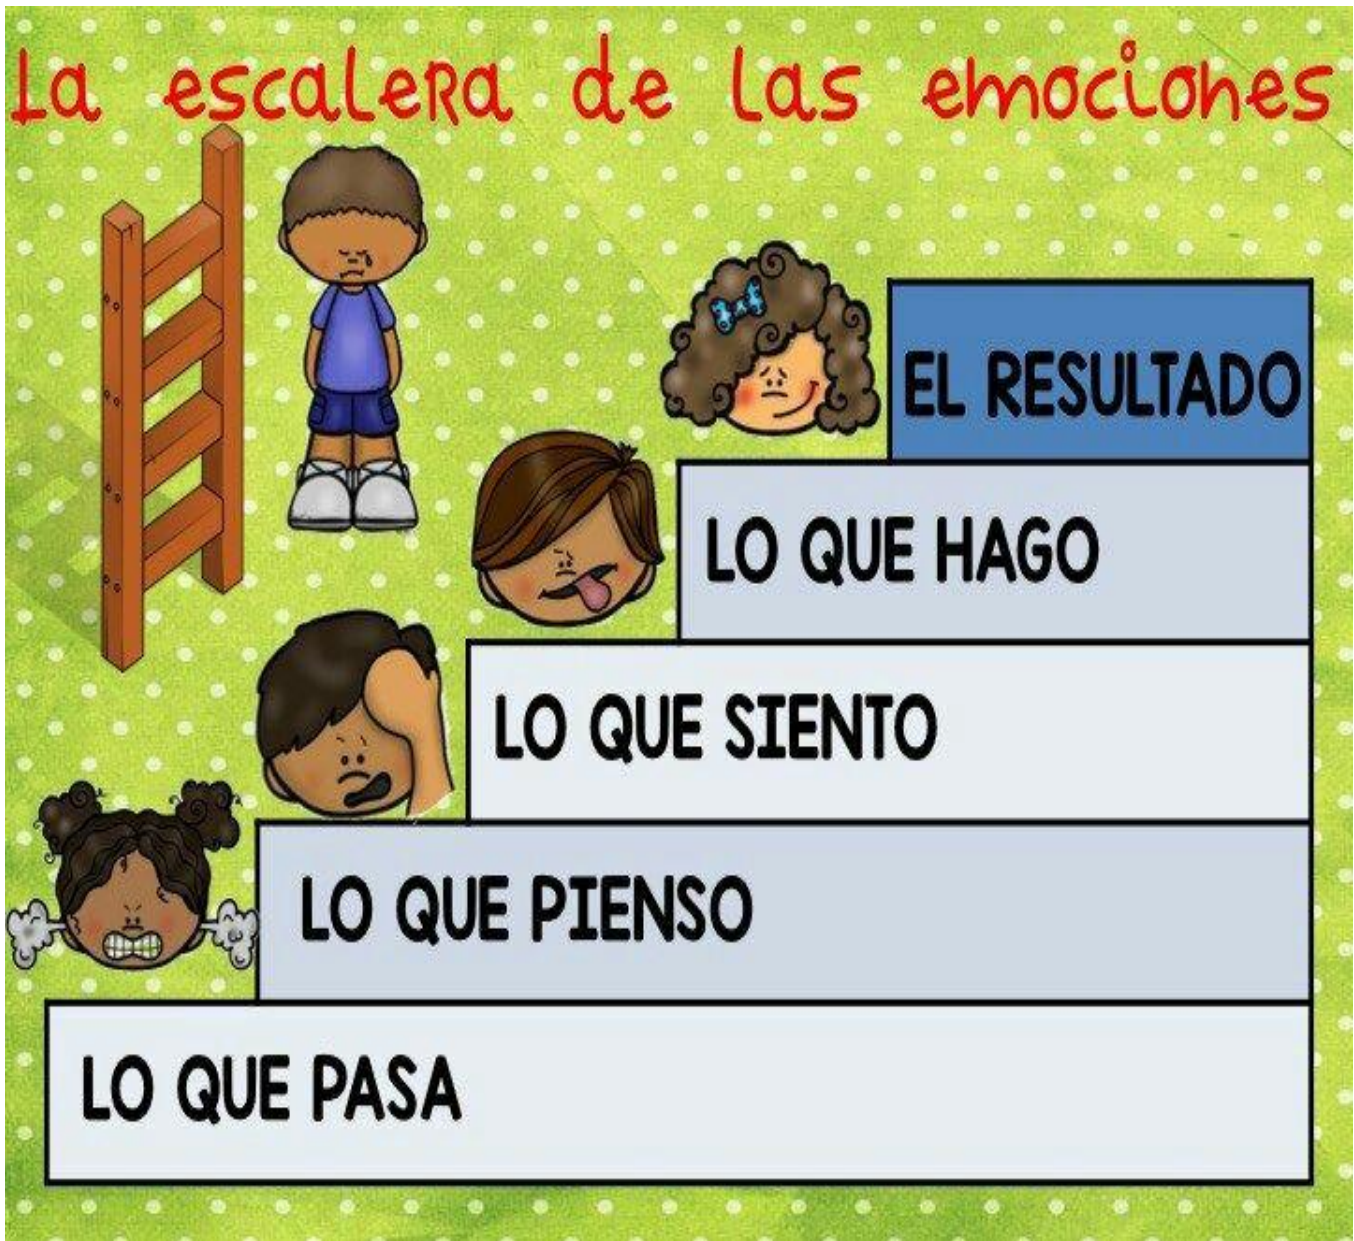 La escalera de las emociones
EL RESULTADO
LO QUE HAGO
LO QUE SIENTO
LO QUE PIENSO
LO QUE PASA